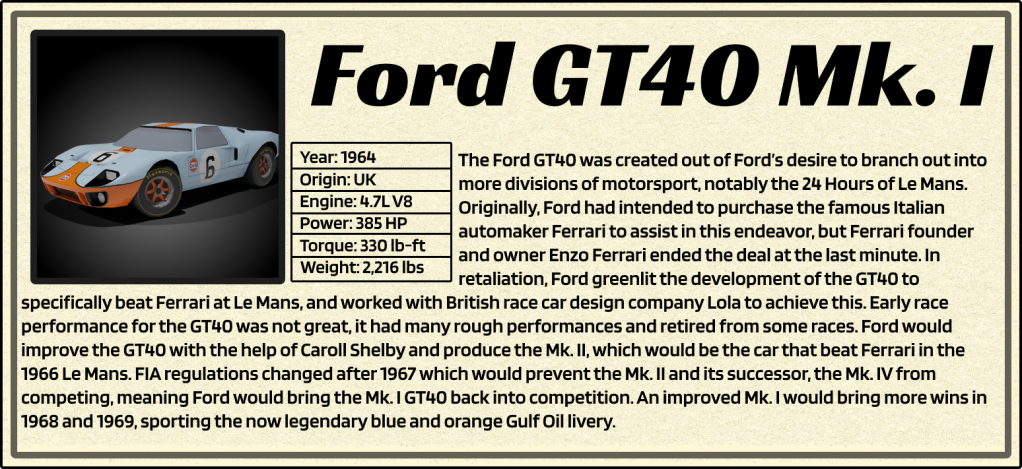 Ford GT40 Mk. I
6
6
Year: 1964
Origin: UK
Engine: 4.7L V8
Power: 385 HP
Torque: 330 lb-ft
Weight: 2,216 lbs
The Ford GT40 was created out of Ford's desire to branch out into
more divisions of motorsport, notably the 24 Hours of Le Mans.
Originally, Ford had intended to purchase the famous Italian
automaker Ferrari to assist in this endeavor, but Ferrari founder
and owner Enzo Ferrari ended the deal at the last minute. In
retaliation, Ford greenlit the development of the GT40 to
specifically beat Ferrari at Le Mans, and worked with British race car design company Lola to achieve this. Early race
performance for the GT40 was not great, it had many rough performances and retired from some races. Ford would
improve the GT40 with the help of Caroll Shelby and produce the Mk. II, which would be the car that beat Ferrari in the
1966 Le Mans. FIA regulations changed after 1967 which would prevent the Mk. II and its successor, the Mk. IV from
competing, meaning Ford would bring the Mk. I GT40 back into competition. An improved Mk. I would bring more wins in
1968 and 1969, sporting the now legendary blue and orange Gulf Oil livery.